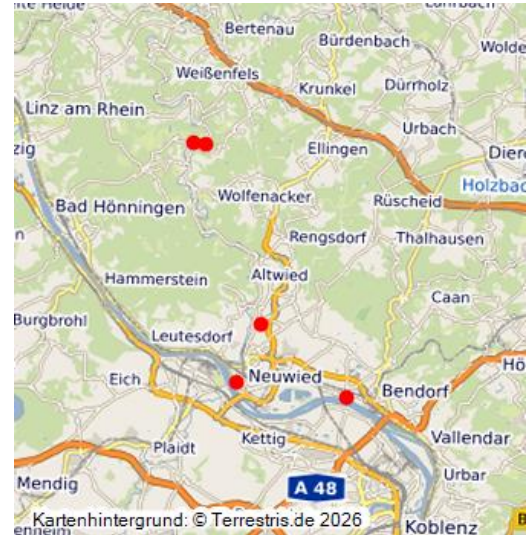 Bertenau
Bürdenbach
Weißenfels
Krunkel
Dürrholz
Linz am Rhein
Urbach
Ellingen
Holzbach
Wolfenacker
Rüscheid
Bad Hönningen
Rengsdorf
Thalhausen
Hammerstein
Altwied
Caan
Burgbrohl
Leutesdorf
Eich
Neuwied
Bendorf
Plaidt
Kettig
Vallendar
Urbar
Mendig
A 48
Koblenz
Kartenhintergrund: © Terrestris.de 2026